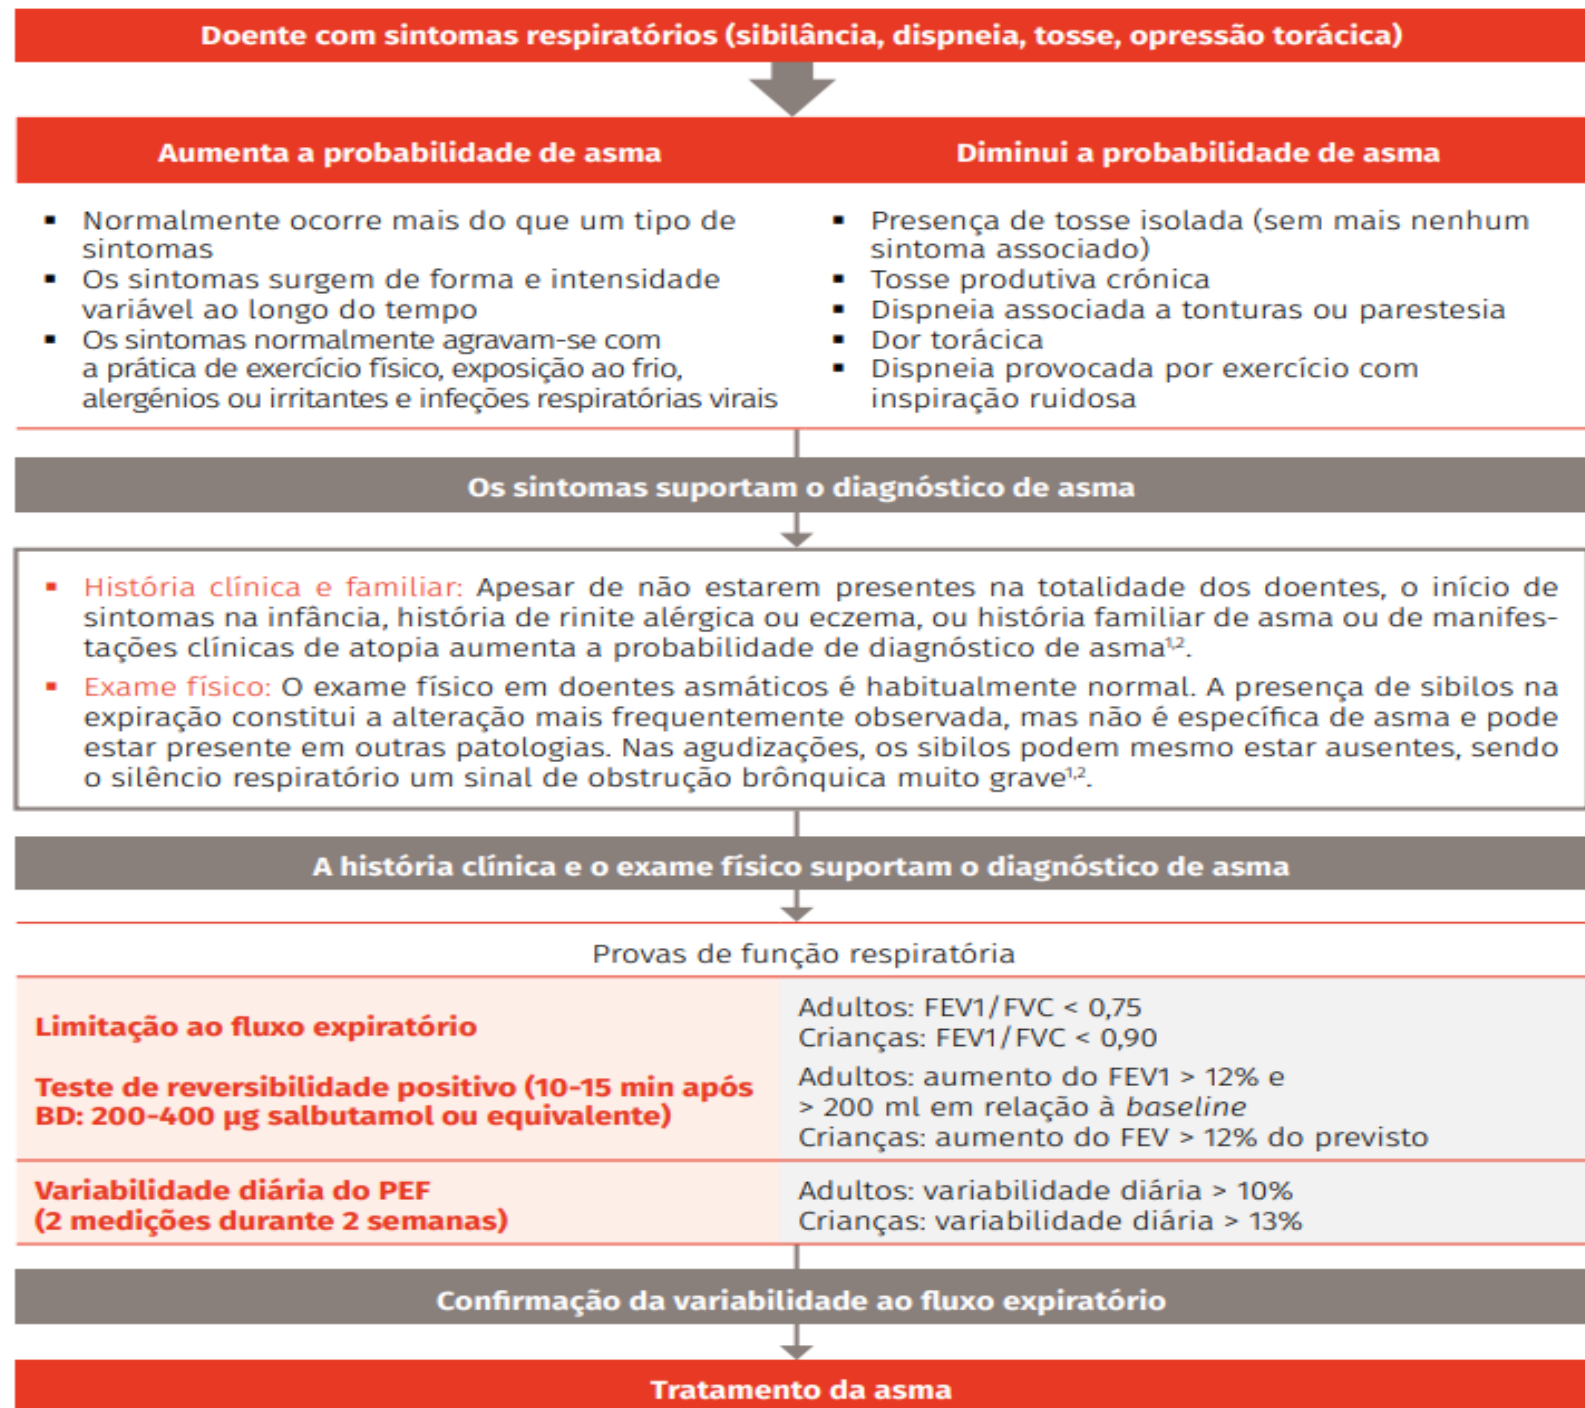 Doente com sintomas respiratórios (sibilância, dispneia, tosse, opressão torácica)
Aumenta a probabilidade de asma
Diminui a probabilidade de asma
▪ Normalmente ocorre mais do que um tipo de
sintomas
▪ Os sintomas surgem de forma e intensidade
variável ao longo do tempo
▪ Os sintomas normalmente agravam-se com
a prática de exercício físico, exposição ao frio,
alergénios ou irritantes e infeções respiratórias virais
▪ Presença de tosse isolada (sem mais nenhum
sintoma associado)
▪ Tosse produtiva crónica
▪ Dispneia associada a tonturas ou parestesia
▪ Dor torácica
▪ Dispneia provocada por exercício com
inspiração ruidosa
Os sintomas suportam o diagnóstico de asma
▪ História clínica e familiar: Apesar de não estarem presentes na totalidade dos doentes, o início de
sintomas na infância, história de rinite alérgica ou eczema, ou história familiar de asma ou de manifes-
tações clínicas de atopia aumenta a probabilidade de diagnóstico de asma¹,².
▪ Exame físico: O exame físico em doentes asmáticos é habitualmente normal. A presença de sibilos na
expiração constitui a alteração mais frequentemente observada, mas não é específica de asma e pode
estar presente em outras patologias. Nas agudizações, os sibilos podem mesmo estar ausentes, sendo
o silêncio respiratório um sinal de obstrução brônquica muito grave¹,².
A história clínica e o exame físico suportam o diagnóstico de asma
Provas de função respiratória
Limitação ao fluxo expiratório
Adultos: FEV1/FVC < 0,75
Crianças: FEV1/FVC < 0,90
Teste de reversibilidade positivo (10-15 min após
BD: 200-400 µg salbutamol ou equivalente)
Adultos: aumento do FEV1 > 12% e
> 200 ml em relação à baseline
Crianças: aumento do FEV > 12% do previsto
Variabilidade diária do PEF
(2 medições durante 2 semanas)
Adultos: variabilidade diária > 10%
Crianças: variabilidade diária > 13%
Confirmação da variabilidade ao fluxo expiratório
Tratamento da asma